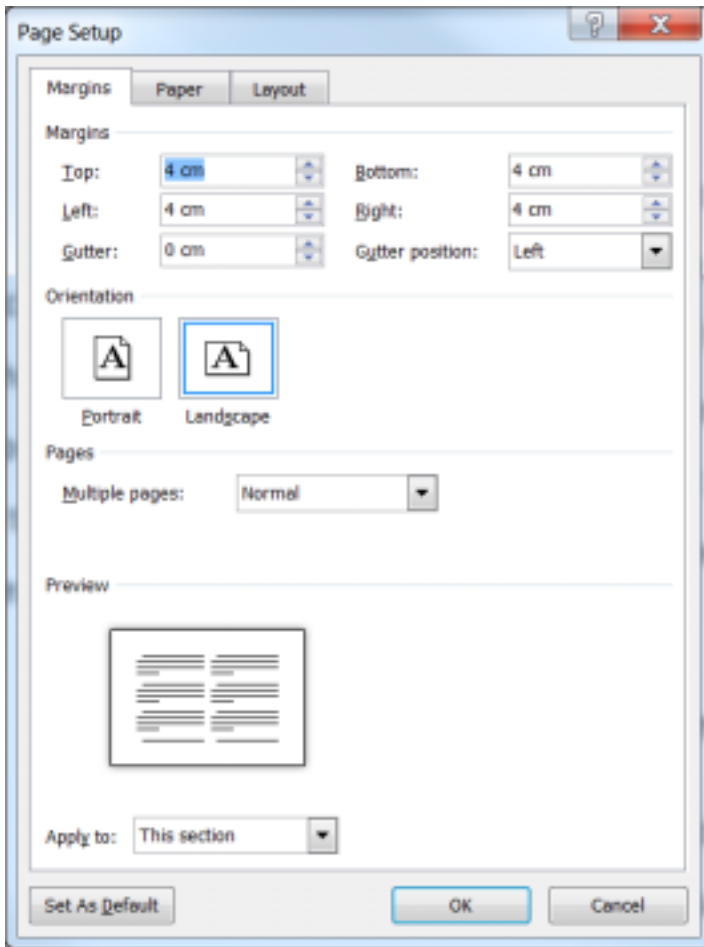 Page Setup
Margins Paper Layout
Margins
Top: 4 cm Bottom: 4 cm
Left: 4 cm Right: 4 cm
Gutter: 0 cm Gutter position: Left
Orientation
A A
Portrait Landscape
Pages
Multiple pages: Normal
Preview
Apply to: This section
Set As Default OK Cancel